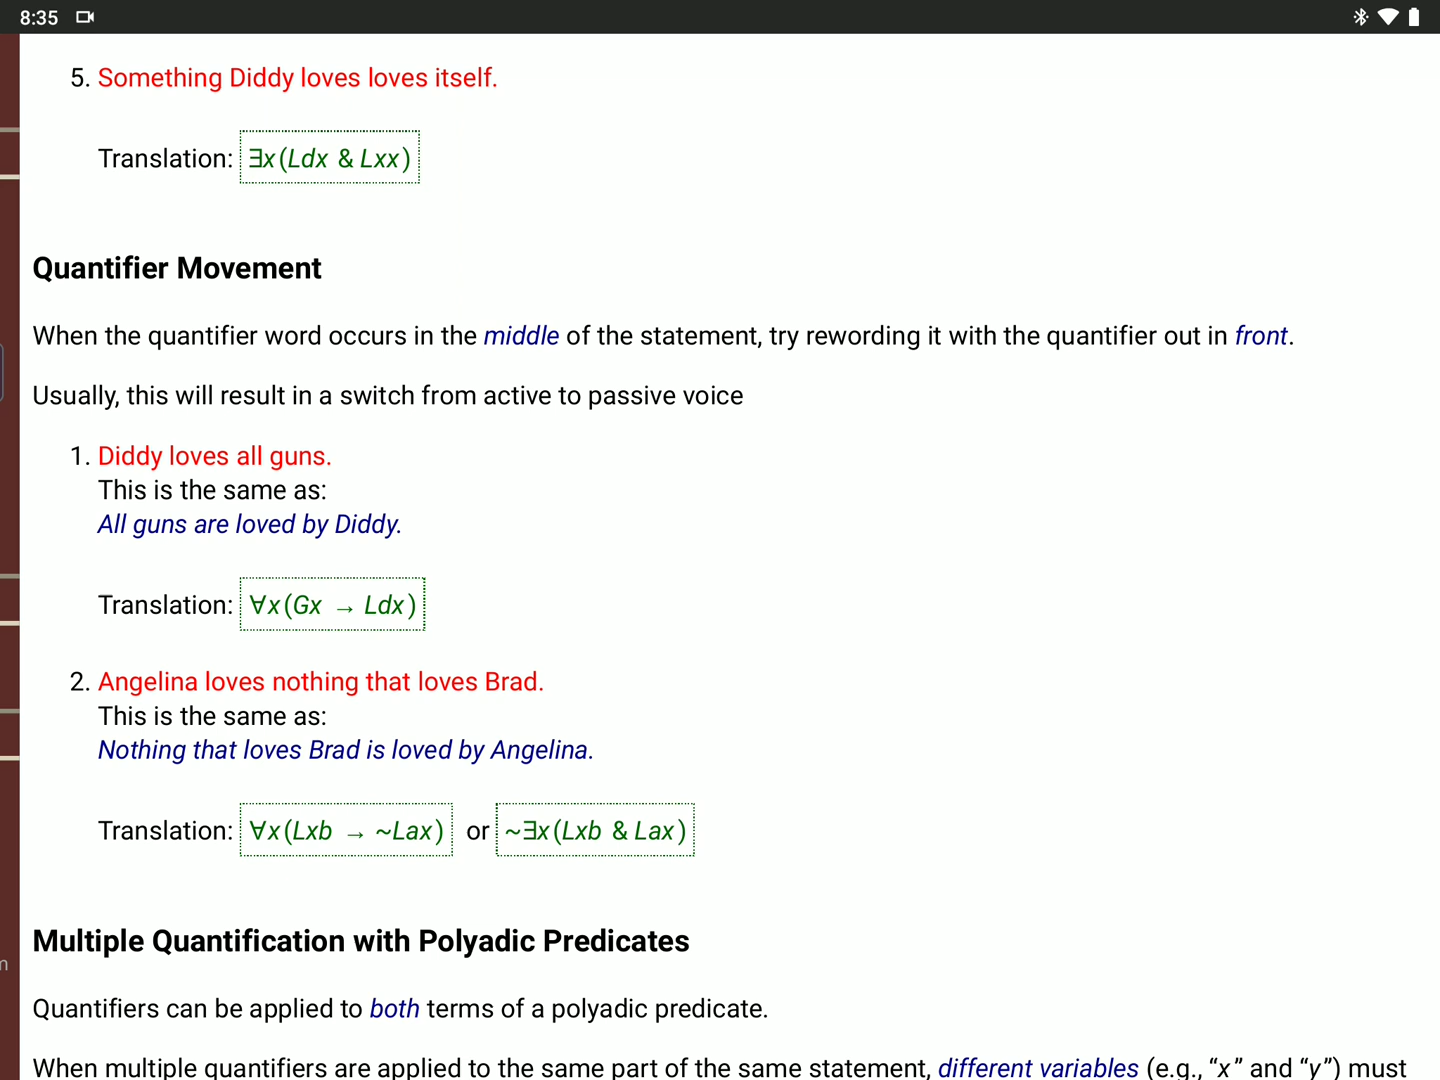 8:35
5. Something Diddy loves loves itself.
Translation: ∃x(Ldx & Lxx)
Quantifier Movement
When the quantifier word occurs in the middle of the statement, try rewording it with the quantifier out in front.
Usually, this will result in a switch from active to passive voice
1. Diddy loves all guns.
This is the same as:
All guns are loved by Diddy.
Translation: ∀x(Gx → Ldx)
2. Angelina loves nothing that loves Brad.
This is the same as:
Nothing that loves Brad is loved by Angelina.
Translation: ∀x(Lxb → ~Lax) or ~∃x(Lxb & Lax)
Multiple Quantification with Polyadic Predicates
Quantifiers can be applied to both terms of a polyadic predicate.
When multiple quantifiers are applied to the same part of the same statement, different variables (e.g., “x” and “y”) must